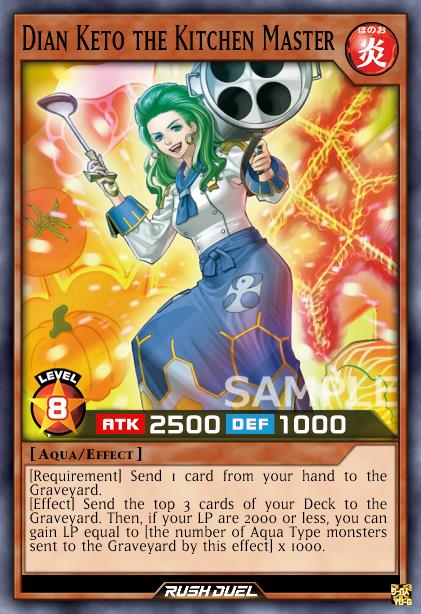 Dian Keto the Kitchen Master
ほのお
炎
SAMPLE
LEVEL
8
ATK 2500 DEF 1000
[ Aqua/Effect ]
[Requirement] Send 1 card from your hand to the
Graveyard.
[Effect] Send the top 3 cards of your Deck to the
Graveyard. Then, if your LP are 2000 or less, you can
gain LP equal to [the number of Aqua Type monsters
sent to the Graveyard by this effect] x 1000.
RUSH DUEL